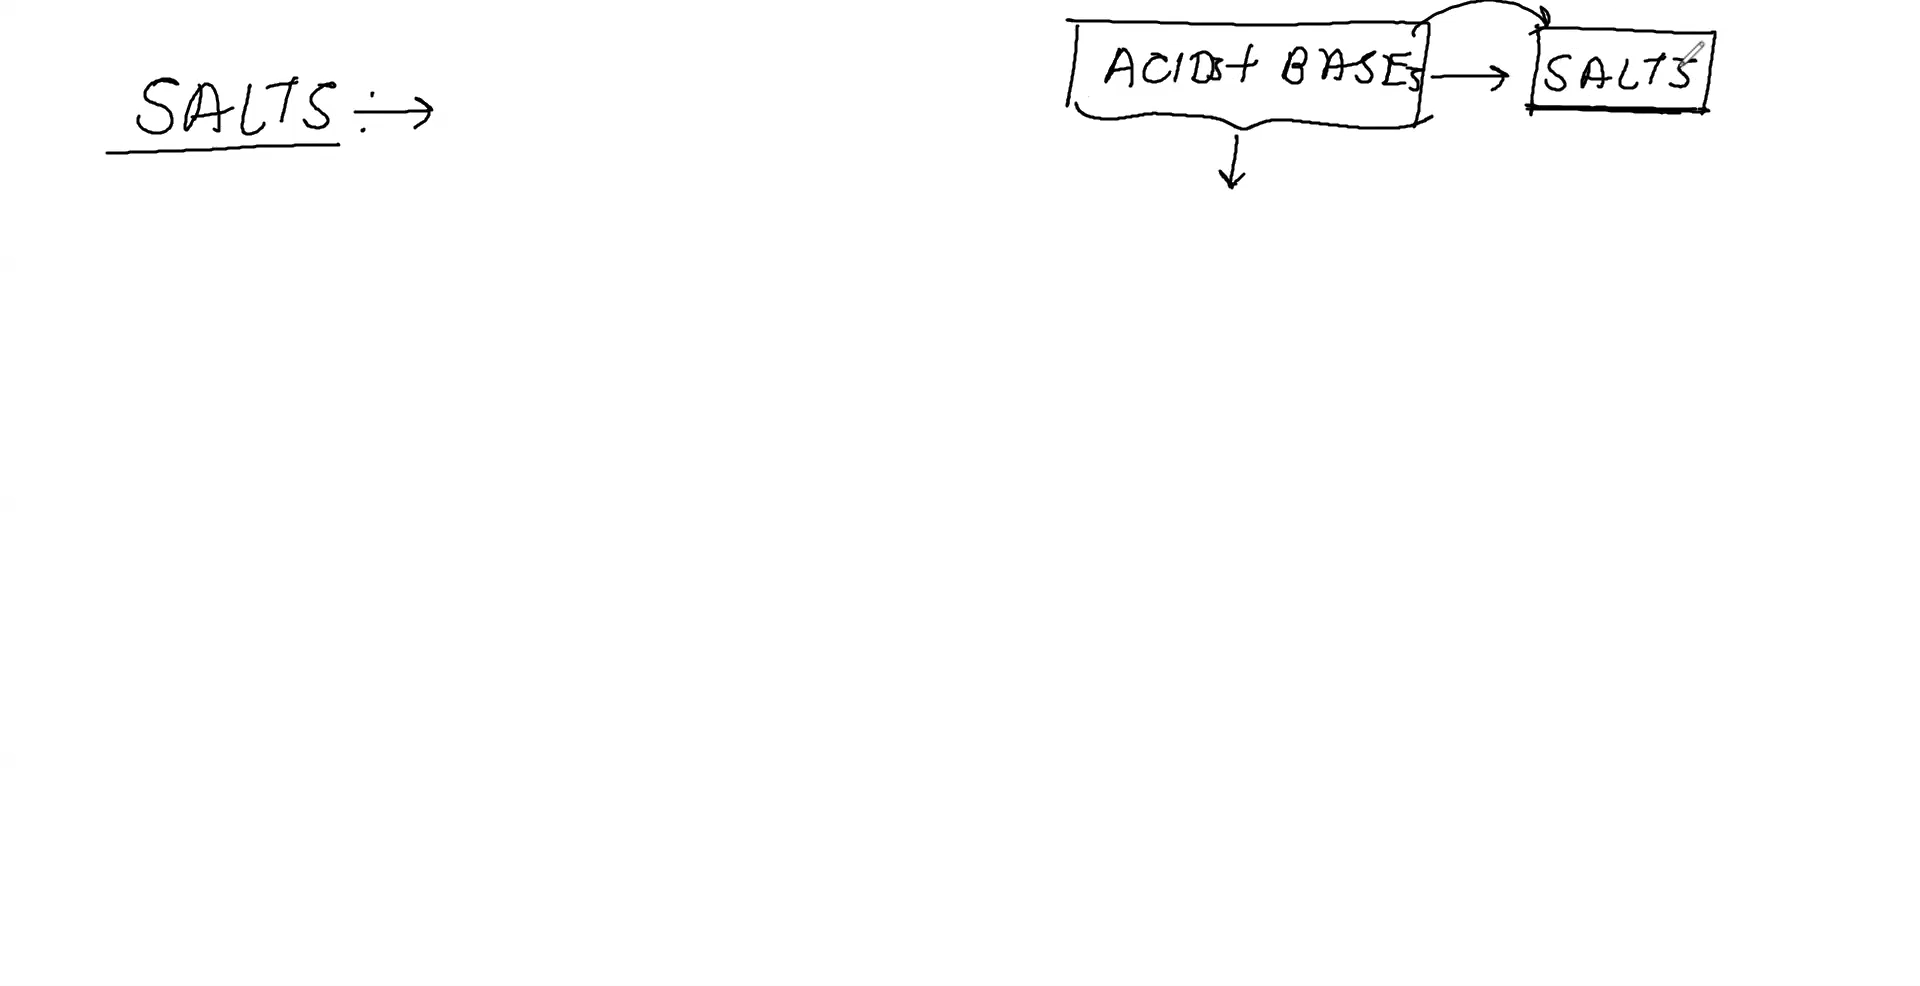 SALTS :→
ACIDS + BASES → SALTS